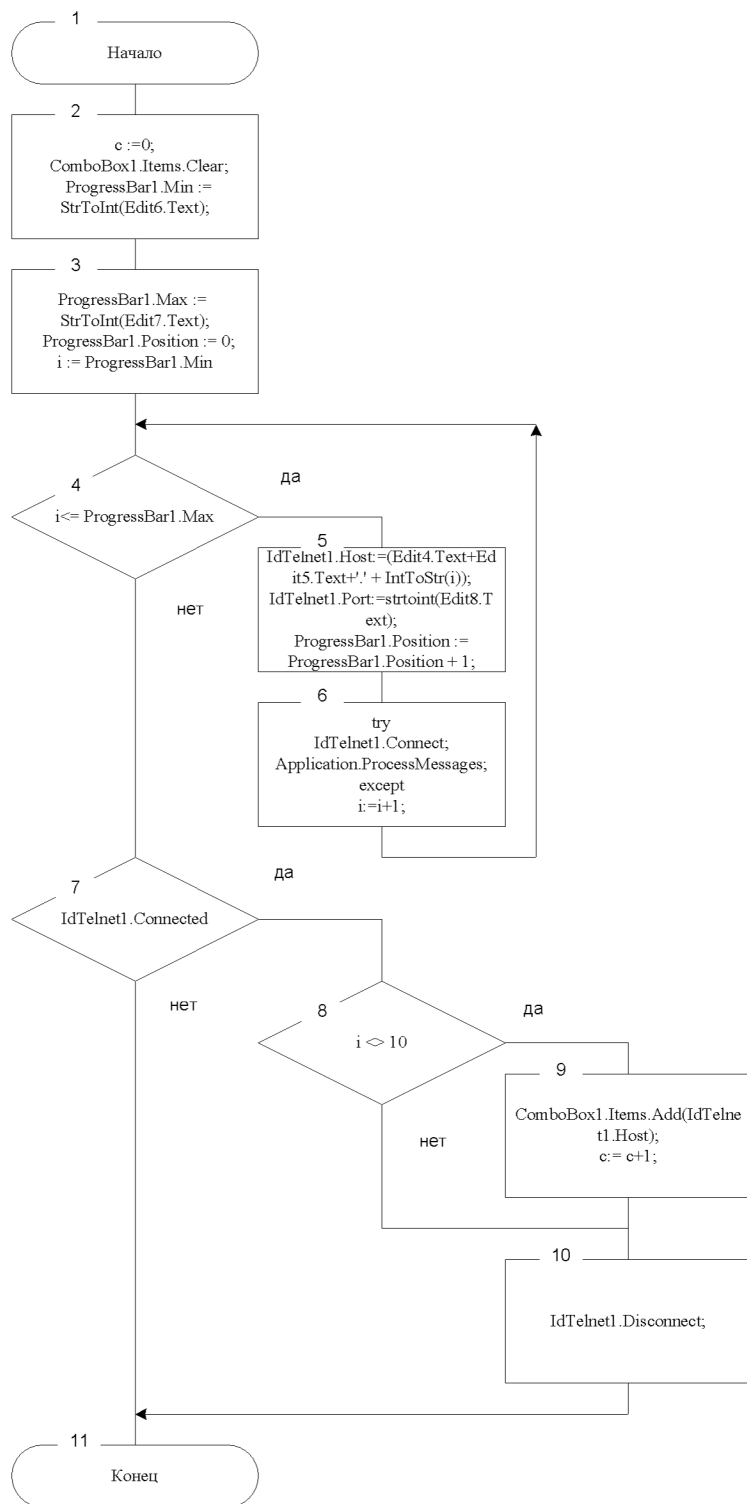 1
Начало
2
c :=0;
ComboBox1.Items.Clear;
ProgressBar1.Min :=
StrToInt(Edit6.Text);
3
ProgressBar1.Max :=
StrToInt(Edit7.Text);
ProgressBar1.Position := 0;
i := ProgressBar1.Min
4
да
i<= ProgressBar1.Max
нет
5
IdTelnet1.Host:=(Edit4.Text+Ed
it5.Text+'.' + IntToStr(i));
IdTelnet1.Port:=strtoint(Edit8.T
ext);
ProgressBar1.Position :=
ProgressBar1.Position + 1;
6
try
IdTelnet1.Connect;
Application.ProcessMessages;
except
i:=i+1;
7
да
IdTelnet1.Connected
нет
8
да
i <> 10
нет
9
ComboBox1.Items.Add(IdTelne
t1.Host);
c:= c+1;
10
IdTelnet1.Disconnect;
11
Конец